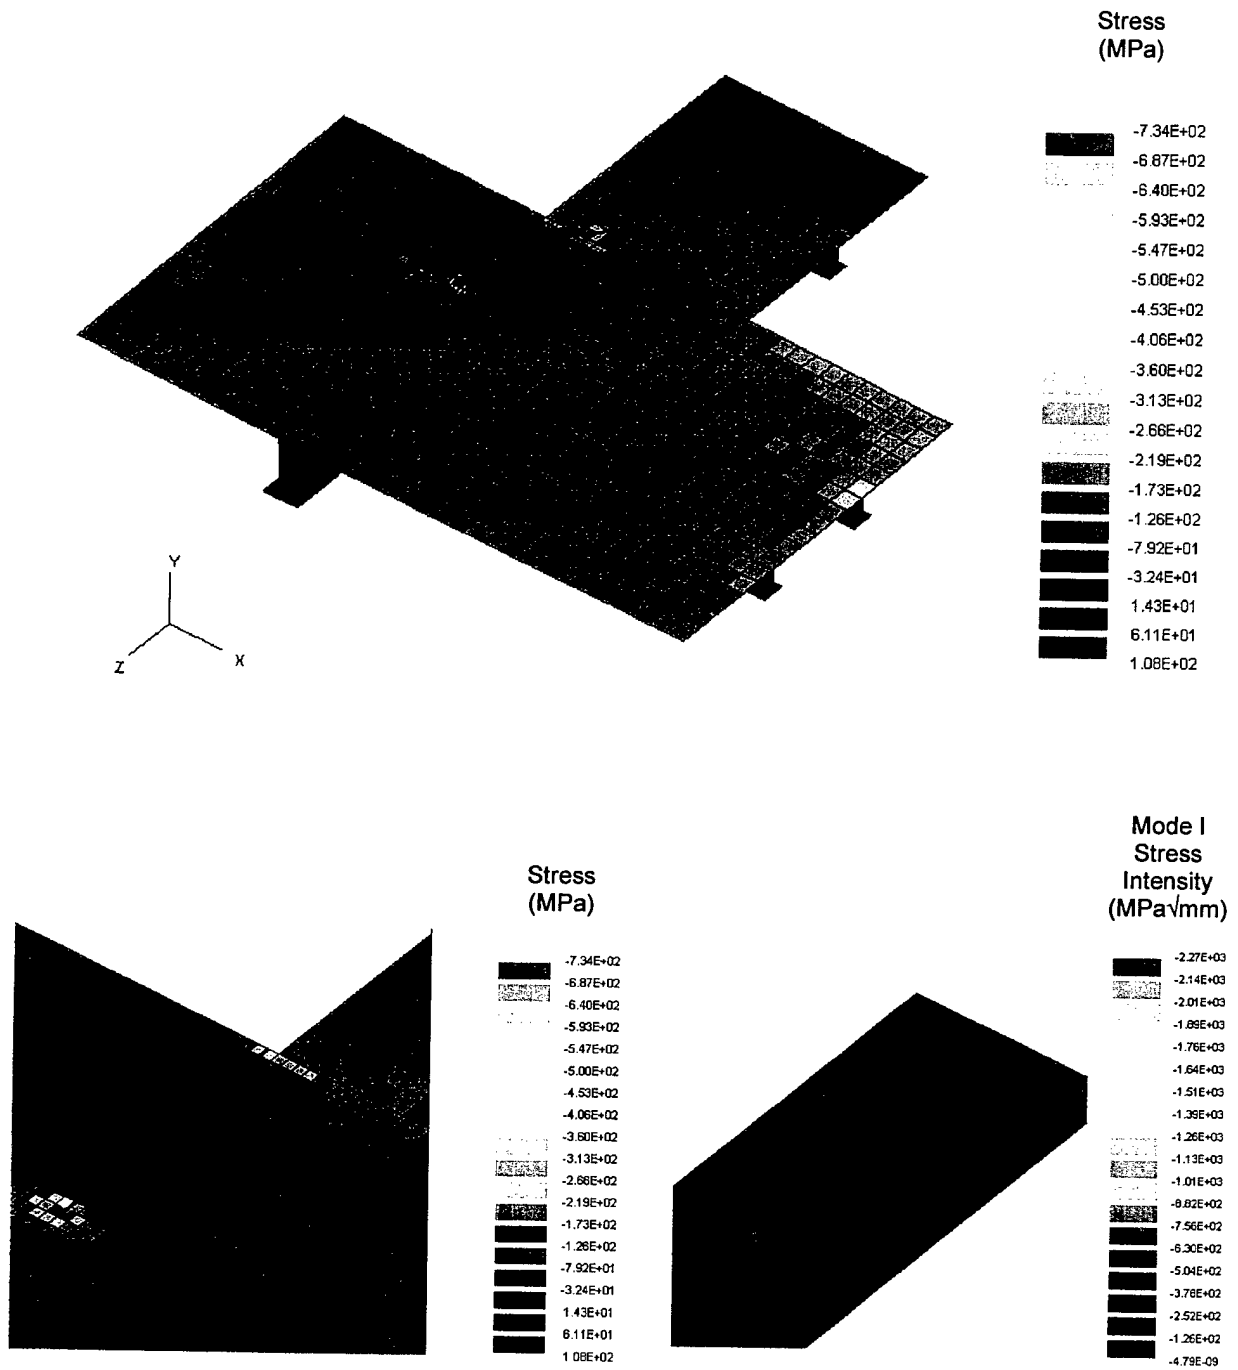 Stress
(MPa)
-7.34E+02
-6.87E+02
-6.40E+02
-5.93E+02
-5.47E+02
-5.00E+02
-4.53E+02
-4.06E+02
-3.60E+02
-3.13E+02
-2.66E+02
-2.19E+02
-1.73E+02
-1.26E+02
-7.92E+01
-3.24E+01
1.43E+01
6.11E+01
1.08E+02
Y
Z
X
Stress
(MPa)
-7.34E+02
-6.87E+02
-6.40E+02
-5.93E+02
-5.47E+02
-5.00E+02
-4.53E+02
-4.06E+02
-3.60E+02
-3.13E+02
-2.66E+02
-2.19E+02
-1.73E+02
-1.26E+02
-7.92E+01
-3.24E+01
1.43E+01
6.11E+01
1.08E+02
Mode I
Stress
Intensity
(MPa√mm)
-2.27E+03
-2.14E+03
-2.01E+03
-1.89E+03
-1.76E+03
-1.64E+03
-1.51E+03
-1.39E+03
-1.26E+03
-1.13E+03
-1.01E+03
-8.82E+02
-7.56E+02
-6.30E+02
-5.04E+02
-3.78E+02
-2.52E+02
-1.26E+02
-4.79E-09